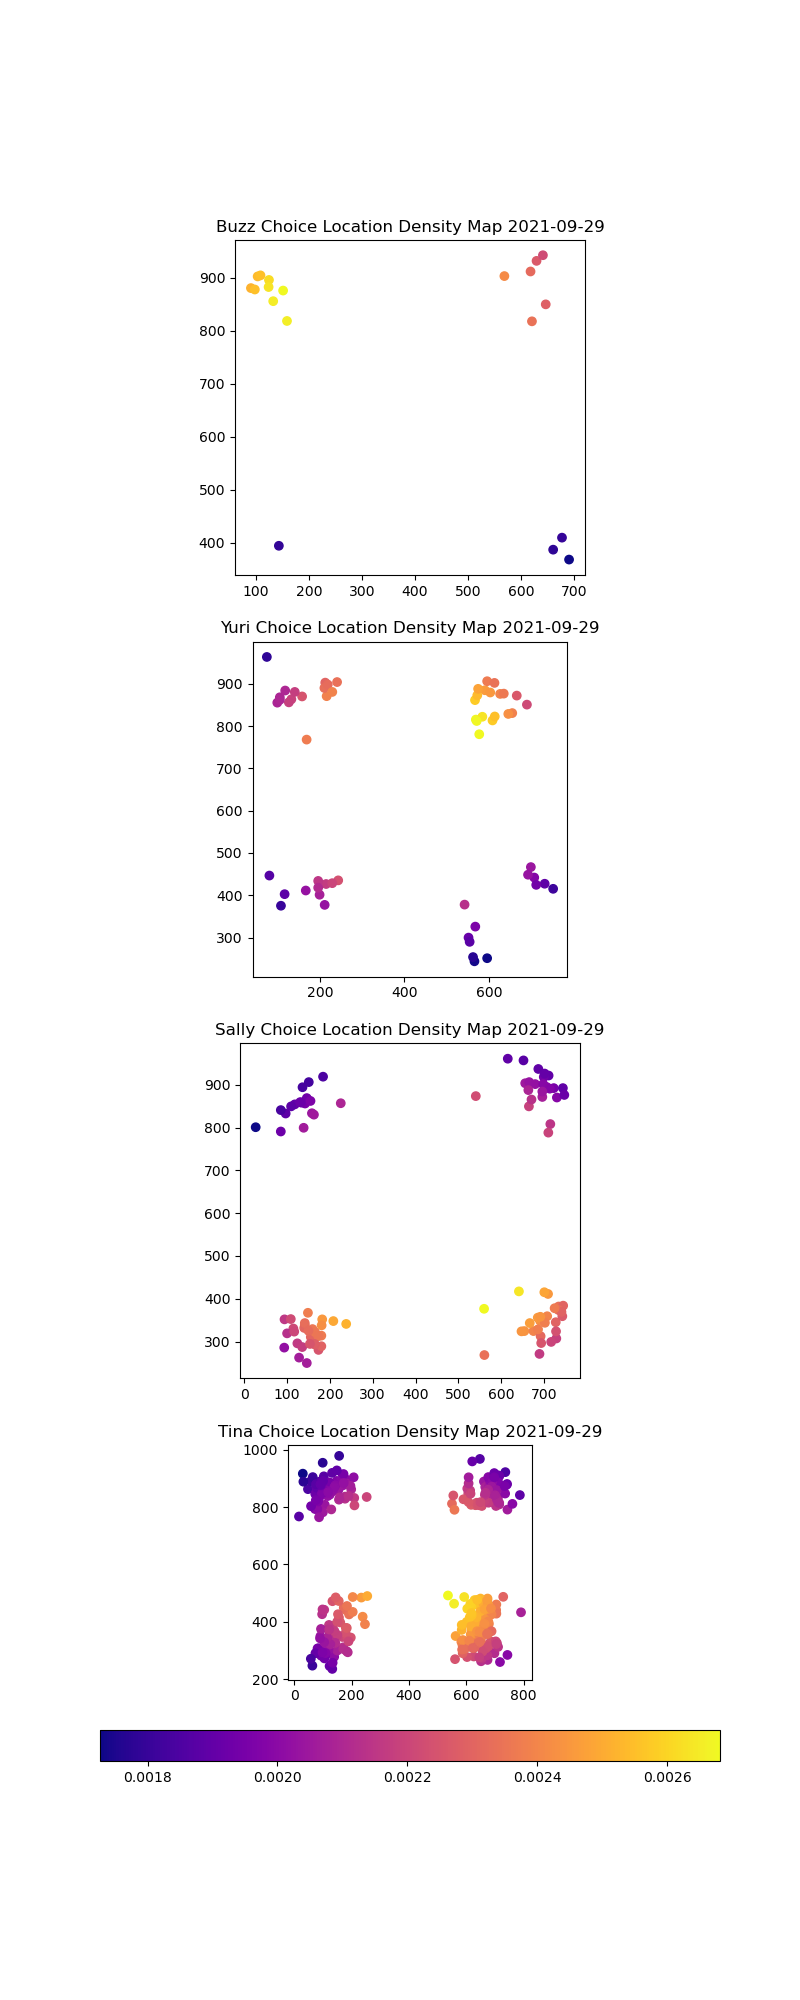 Buzz Choice Location Density Map 2021-09-29
900
800
700
600
500
400
100 200 300 400 500 600 700
Yuri Choice Location Density Map 2021-09-29
900
800
700
600
500
400
300
200 400 600
Sally Choice Location Density Map 2021-09-29
900
800
700
600
500
400
300
0 100 200 300 400 500 600 700
Tina Choice Location Density Map 2021-09-29
1000
800
600
400
200
0 200 400 600 800
0.0018 0.0020 0.0022 0.0024 0.0026